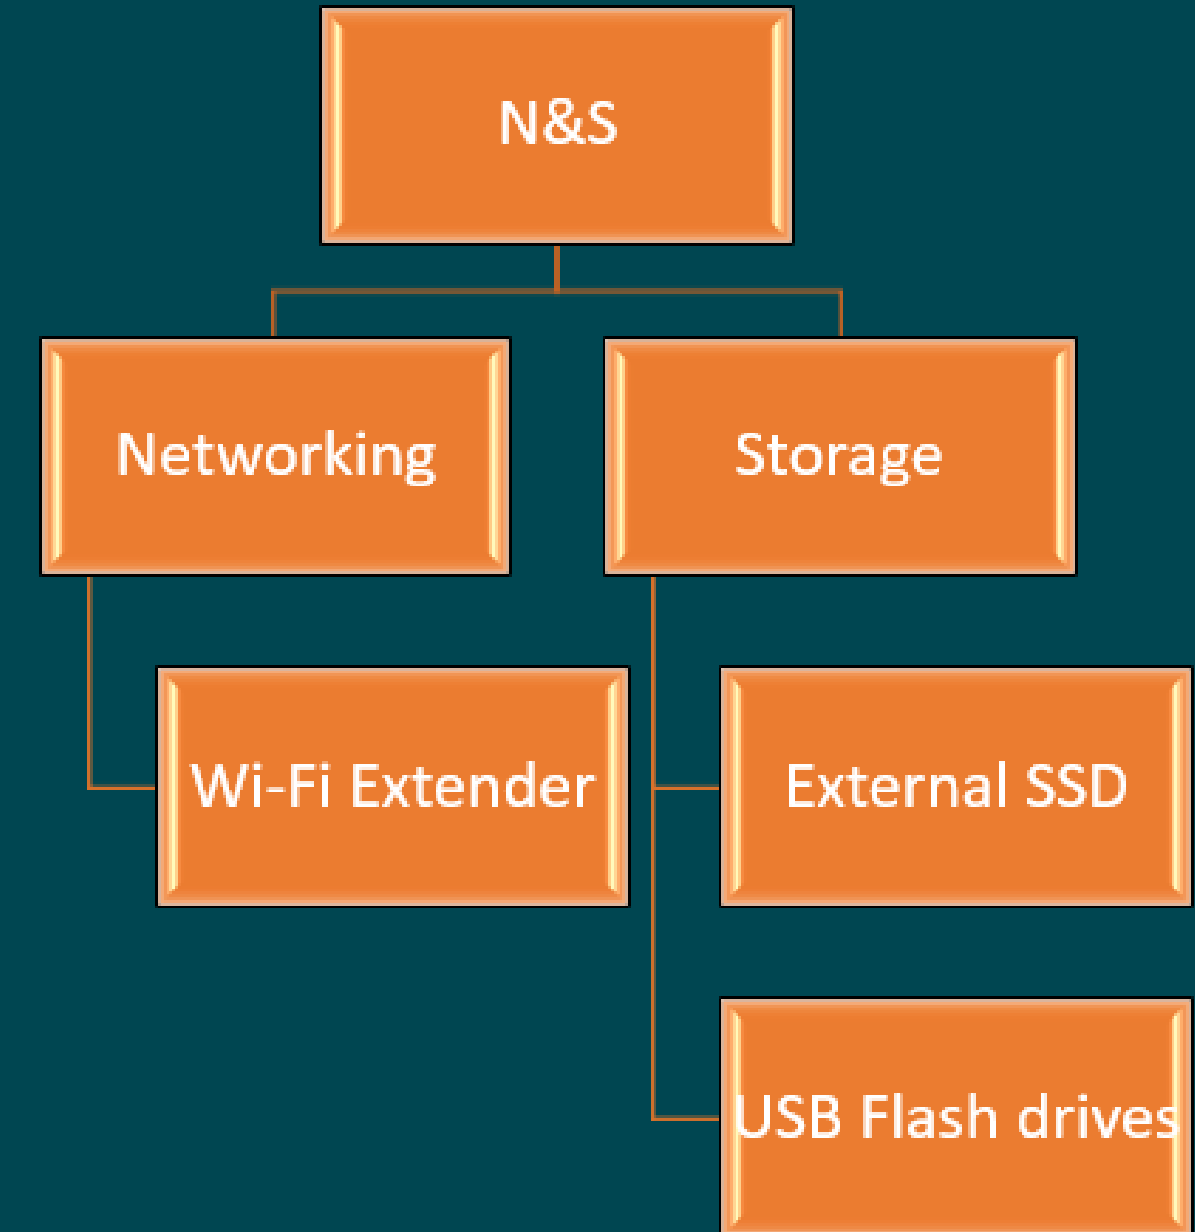 N&S
Networking
Storage
Wi-Fi Extender
External SSD
USB Flash drives